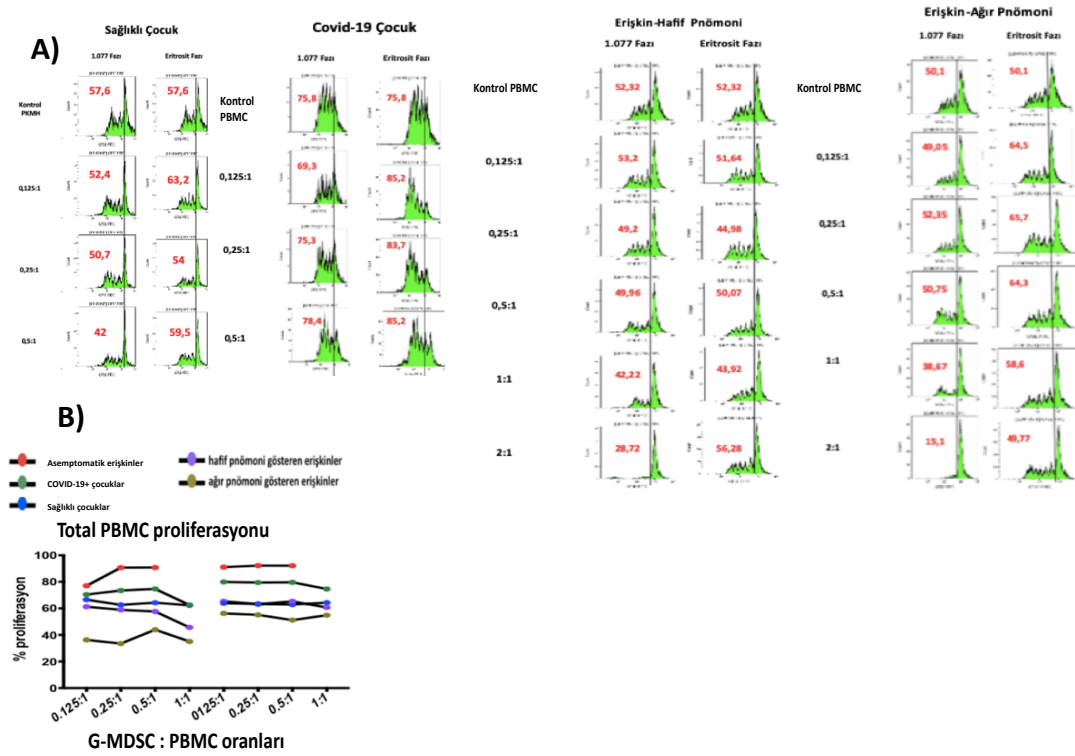 A)
Sağlıklı Çocuk
1.077 Fazı Eritrosit Fazı
Kontrol PKMH
57,6 57,6
0,125:1
52,4 63,2
0,25:1
50,7 54
0,5:1
42 59,5
Covid-19 Çocuk
1.077 Fazı Eritrosit Fazı
Kontrol PBMC
75,8 75,8
0,125:1
69,3 85,2
0,25:1
75,3 83,7
0,5:1
78,4 85,2
Erişkin-Hafif Pnömoni
1.077 Fazı Eritrosit Fazı
Kontrol PBMC
52,32 52,32
0,125:1
53,2 51,64
0,25:1
49,2 44,98
0,5:1
49,96 50,07
1:1
42,22 43,92
2:1
28,72 56,28
Erişkin-Ağır Pnömoni
1.077 Fazı Eritrosit Fazı
Kontrol PBMC
50,1 50,1
0,125:1
49,05 64,5
0,25:1
52,35 65,7
0,5:1
50,75 64,3
1:1
38,67 58,6
2:1
15,1 49,77
B)
Asemptomatik erişkinler
COVID-19+ çocuklar
Sağlıklı çocuklar
hafif pnömoni gösteren erişkinler
ağır pnömoni gösteren erişkinler
Total PBMC proliferasyonu
% proliferasyon
100
80
60
40
20
0
0.125:1 0.25:1 0.5:1 1:1 0125:1 0.25:1 0.5:1 1:1
G-MDSC : PBMC oranları